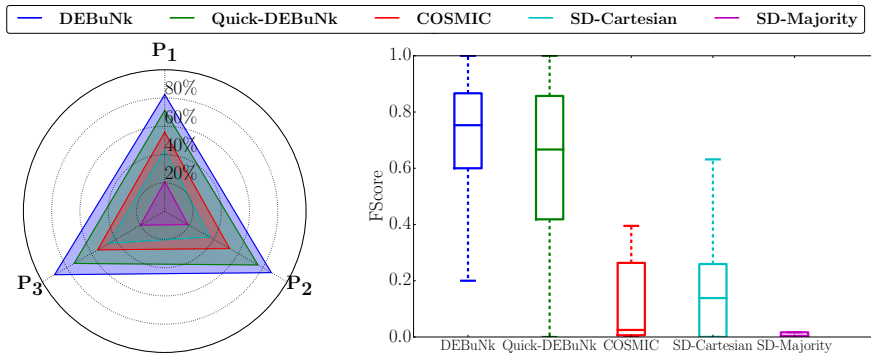 DEBuNk Quick-DEBuNk COSMIC SD-Cartesian SD-Majority
P1
80%
60%
40%
20%
P3
P2
FScore
1.0
0.8
0.6
0.4
0.2
0.0
DEBuNk Quick-DEBuNk COSMIC SD-Cartesian SD-Majority